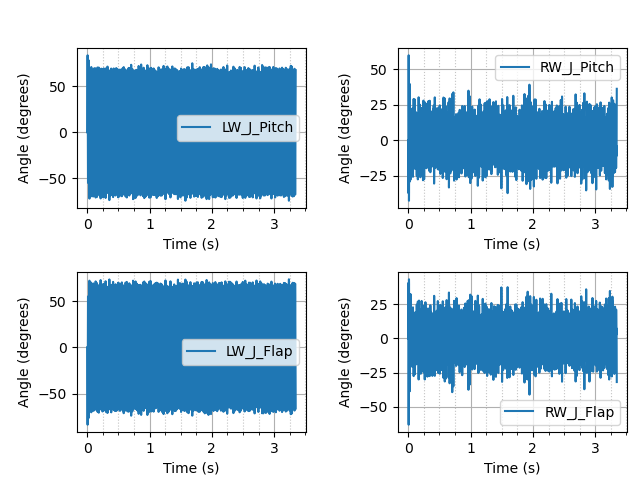 50
0
−50
0
1
2
3
Angle (degrees)
Time (s)
LW_J_Pitch
50
25
0
−25
0
1
2
3
Angle (degrees)
Time (s)
RW_J_Pitch
50
0
−50
0
1
2
3
Angle (degrees)
Time (s)
LW_J_Flap
25
0
−25
−50
0
1
2
3
Angle (degrees)
Time (s)
RW_J_Flap